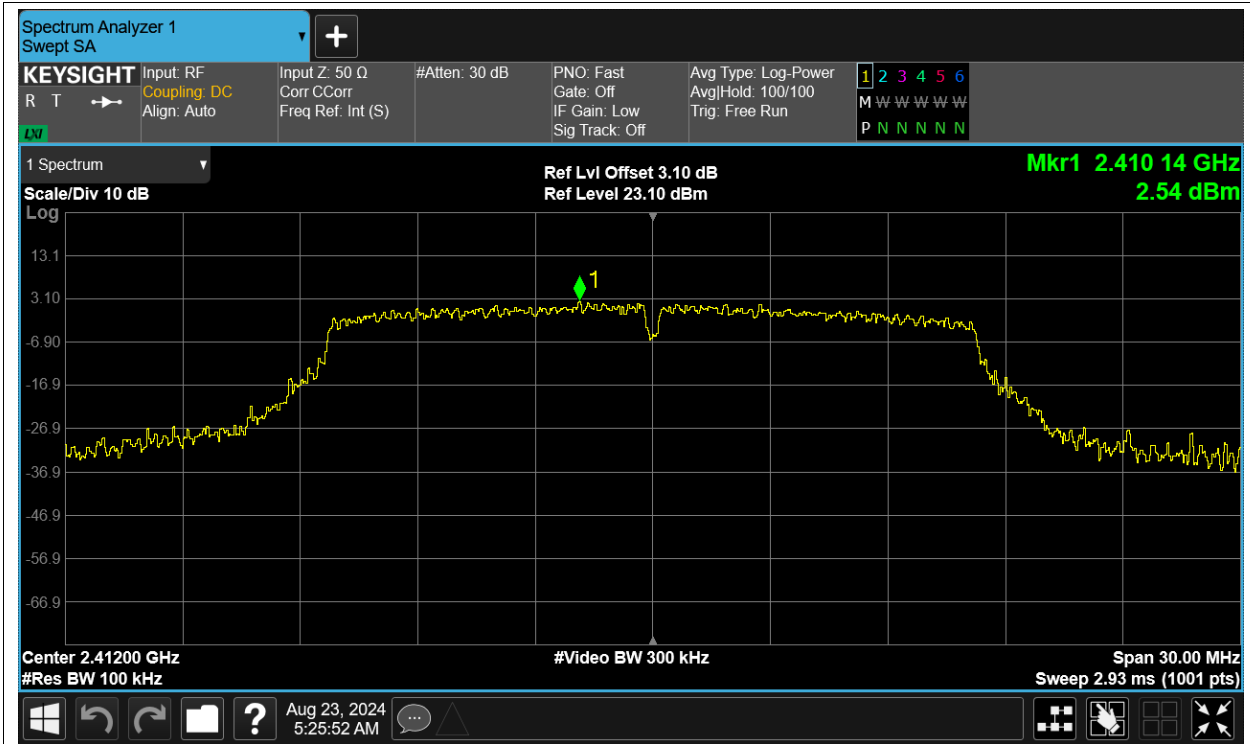 Spectrum Analyzer 1
Swept SA
+
KEYSIGHT
R T
LXI
Input: RF
Coupling: DC
Align: Auto
Input Z: 50 Ω
Corr CCorr
Freq Ref: Int (S)
#Atten: 30 dB
PNO: Fast
Gate: Off
IF Gain: Low
Sig Track: Off
Avg Type: Log-Power
Avg|Hold: 100/100
Trig: Free Run
1 2 3 4 5 6
M W W W W W
P N N N N N
1 Spectrum
Scale/Div 10 dB
Log
Ref Lvl Offset 3.10 dB
Ref Level 23.10 dBm
Mkr1 2.410 14 GHz
2.54 dBm
1
13.1
3.10
-6.90
-16.9
-26.9
-36.9
-46.9
-56.9
-66.9
Center 2.41200 GHz
#Res BW 100 kHz
#Video BW 300 kHz
Span 30.00 MHz
Sweep 2.93 ms (1001 pts)
?
Aug 23, 2024
5:25:52 AM